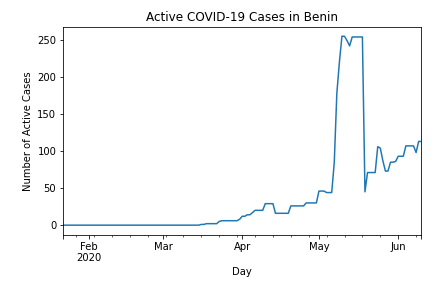 Active COVID-19 Cases in Benin
Number of Active Cases
250
200
150
100
50
0
Feb
2020
Mar
Apr
May
Jun
Day